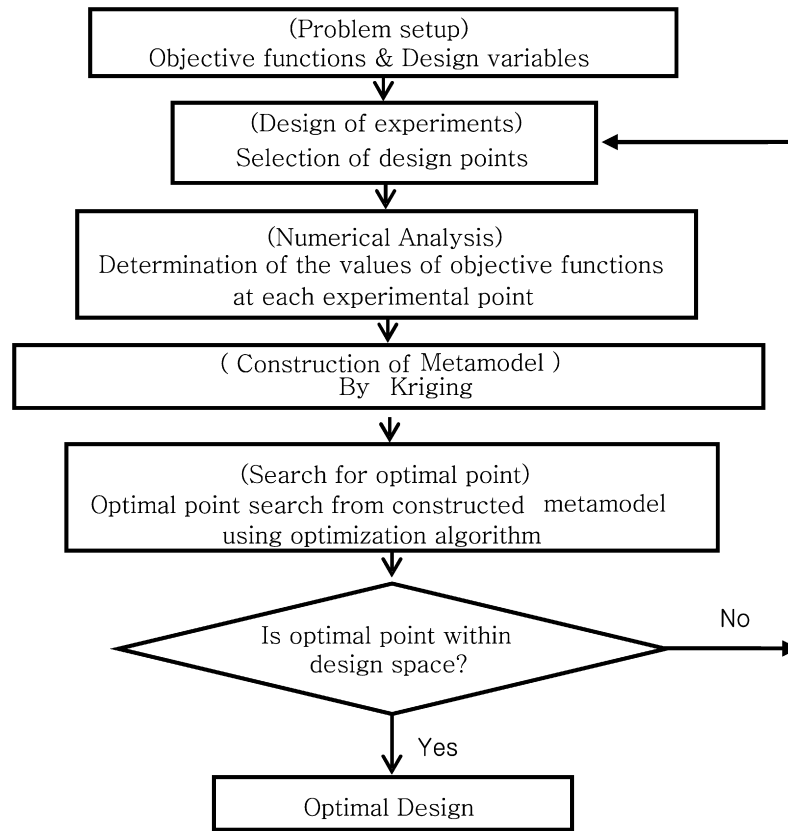 (Problem setup)
Objective functions & Design variables
(Design of experiments)
Selection of design points
(Numerical Analysis)
Determination of the values of objective functions
at each experimental point
( Construction of Metamodel )
By Kriging
(Search for optimal point)
Optimal point search from constructed metamodel
using optimization algorithm
Is optimal point within
design space?
No
Yes
Optimal Design